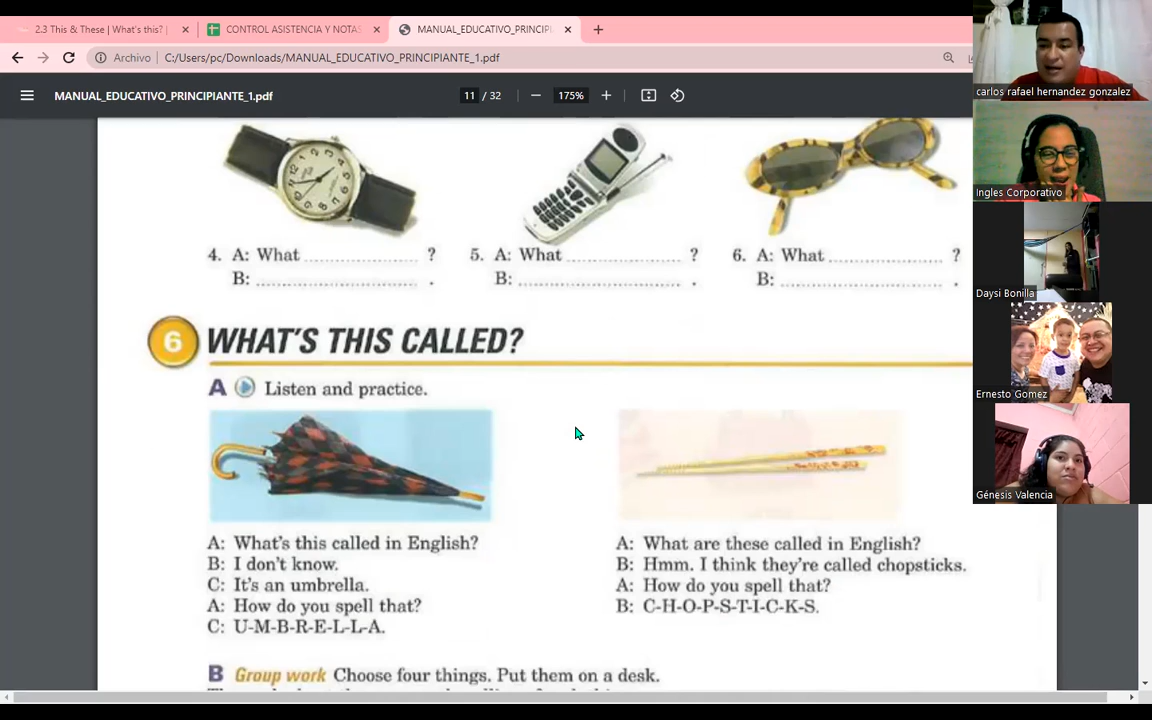 2.3 This & These | What's this? |
CONTROL ASISTENCIA Y NOTAS
MANUAL_EDUCATIVO_PRINCIPI
Archivo C:/Users/pc/Downloads/MANUAL_EDUCATIVO_PRINCIPIANTE_1.pdf
MANUAL_EDUCATIVO_PRINCIPIANTE_1.pdf
11 / 32
175%
4. A: What .................... ?
B: ............................ .
5. A: What .................... ?
B: ............................ .
6. A: What .................... ?
B: ............................ .
6 WHAT'S THIS CALLED?
A Listen and practice.
A: What's this called in English?
B: I don't know.
C: It's an umbrella.
A: How do you spell that?
C: U-M-B-R-E-L-L-A.
A: What are these called in English?
B: Hmm. I think they're called chopsticks.
A: How do you spell that?
B: C-H-O-P-S-T-I-C-K-S.
B Group work Choose four things. Put them on a desk.
carlos rafael hernandez gonzalez
Ingles Corporativo
Daysi Bonilla
Ernesto Gomez
Génesis Valencia